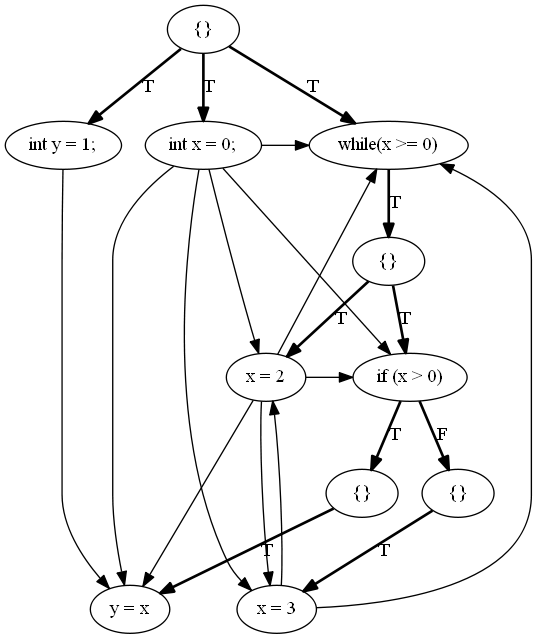 {}
T
T
T
int y = 1;
int x = 0;
while(x >= 0)
T
{}
T
T
x = 2
if (x > 0)
T
F
{}
{}
T
T
y = x
x = 3